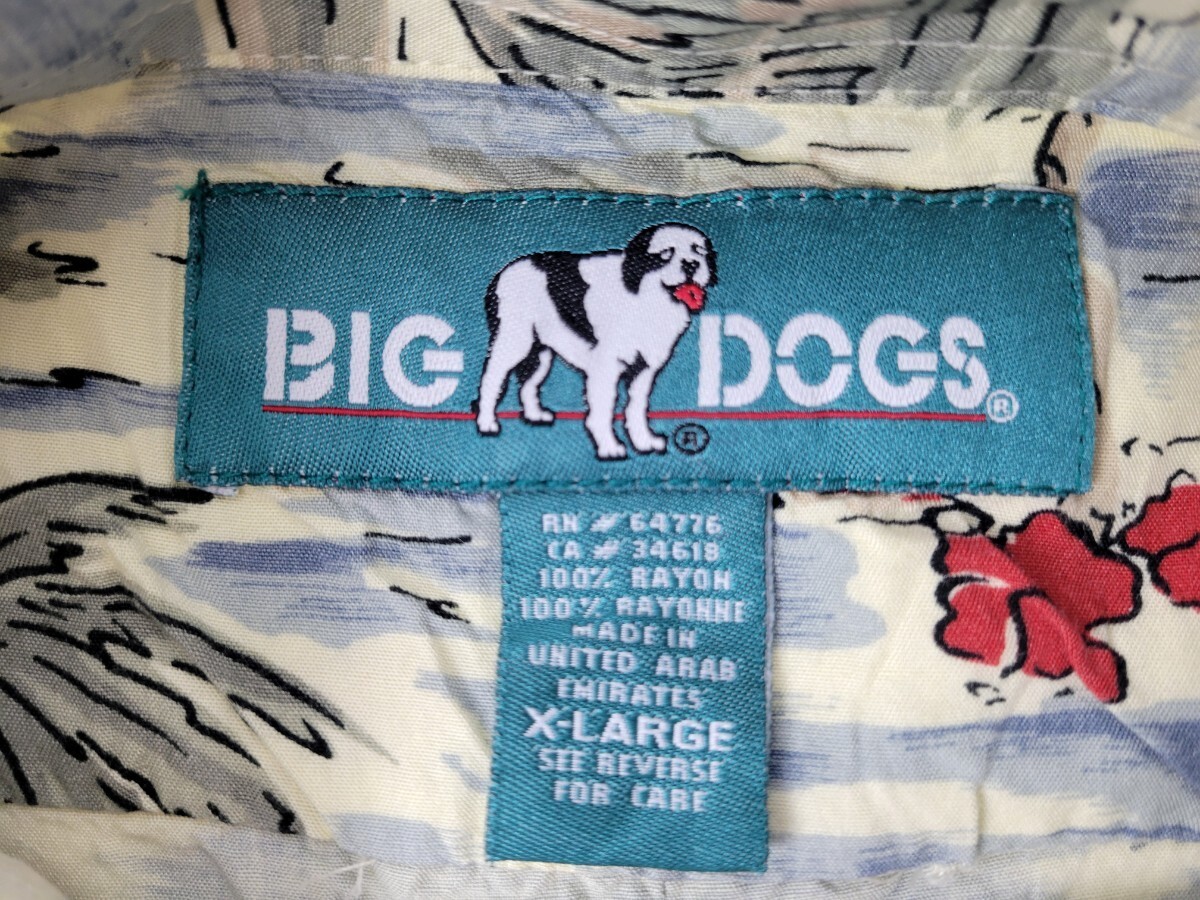 BIG DOGS®
®
RN # 64776
CA # 34618
100% RAYON
100% RAYONNE
MADE IN
UNITED ARAB
EMIRATES
X-LARGE
SEE REVERSE
FOR CARE